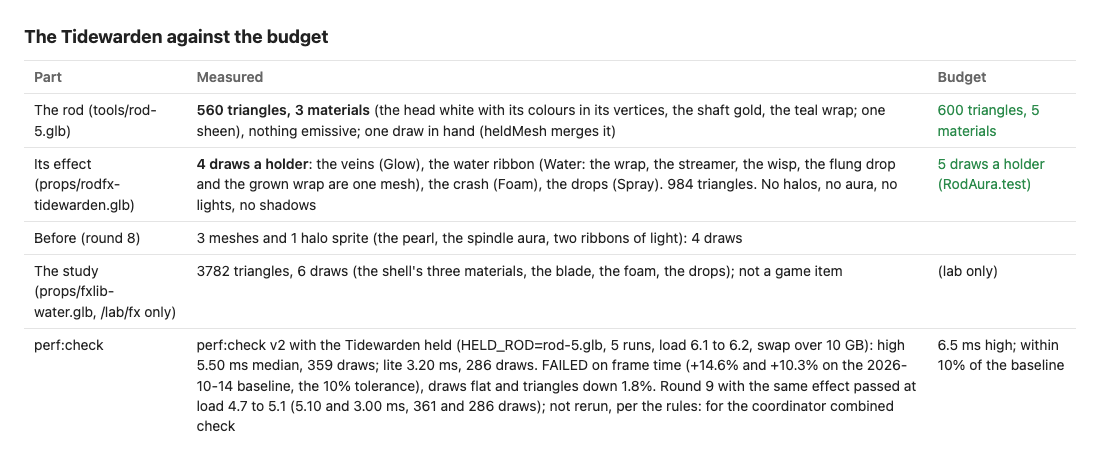 The Tidewarden against the budget
Part Measured Budget
The rod (tools/rod-
5.glb)
560 triangles, 3 materials (the head white with its colours in its vertices, the shaft gold, the teal wrap; one
sheen), nothing emissive; one draw in hand (heldMesh merges it)
600 triangles, 5
materials
Its effect
(props/rodfx-
tidewarden.glb)
4 draws a holder: the veins (Glow), the water ribbon (Water: the wrap, the streamer, the wisp, the flung drop
and the grown wrap are one mesh), the crash (Foam), the drops (Spray). 984 triangles. No halos, no aura, no
lights, no shadows
5 draws a holder
(RodAura.test)
Before (round 8)
3 meshes and 1 halo sprite (the pearl, the spindle aura, two ribbons of light): 4 draws
The study
(props/fxlib-
water.glb, /lab/fx only)
3782 triangles, 6 draws (the shell's three materials, the blade, the foam, the drops); not a game item
(lab only)
perf:check
perf:check v2 with the Tidewarden held (HELD_ROD=rod-5.glb, 5 runs, load 6.1 to 6.2, swap over 10 GB): high
5.50 ms median, 359 draws; lite 3.20 ms, 286 draws. FAILED on frame time (+14.6% and +10.3% on the 2026-
10-14 baseline, the 10% tolerance), draws flat and triangles down 1.8%. Round 9 with the same effect passed at
load 4.7 to 5.1 (5.10 and 3.00 ms, 361 and 286 draws); not rerun, per the rules: for the coordinator combined
check
6.5 ms high; within
10% of the baseline